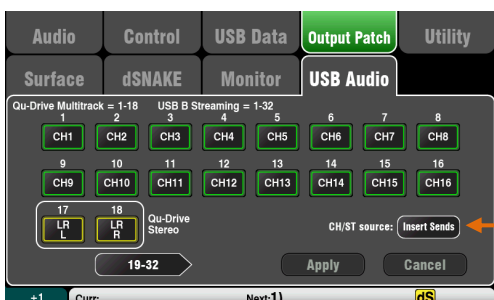 Audio Control USB Data Output Patch Utility
Surface dSNAKE Monitor USB Audio
Qu-Drive Multitrack = 1-18 USB B Streaming = 1-32
1 2 3 4 5 6 7 8
CH1 CH2 CH3 CH4 CH5 CH6 CH7 CH8
9 10 11 12 13 14 15 16
CH9 CH10 CH11 CH12 CH13 CH14 CH15 CH16
17 18
LR LR Qu-Drive
L R Stereo
CH/ST source: Insert Sends
19-32 Apply Cancel
+1 Curr: Next:1) dS